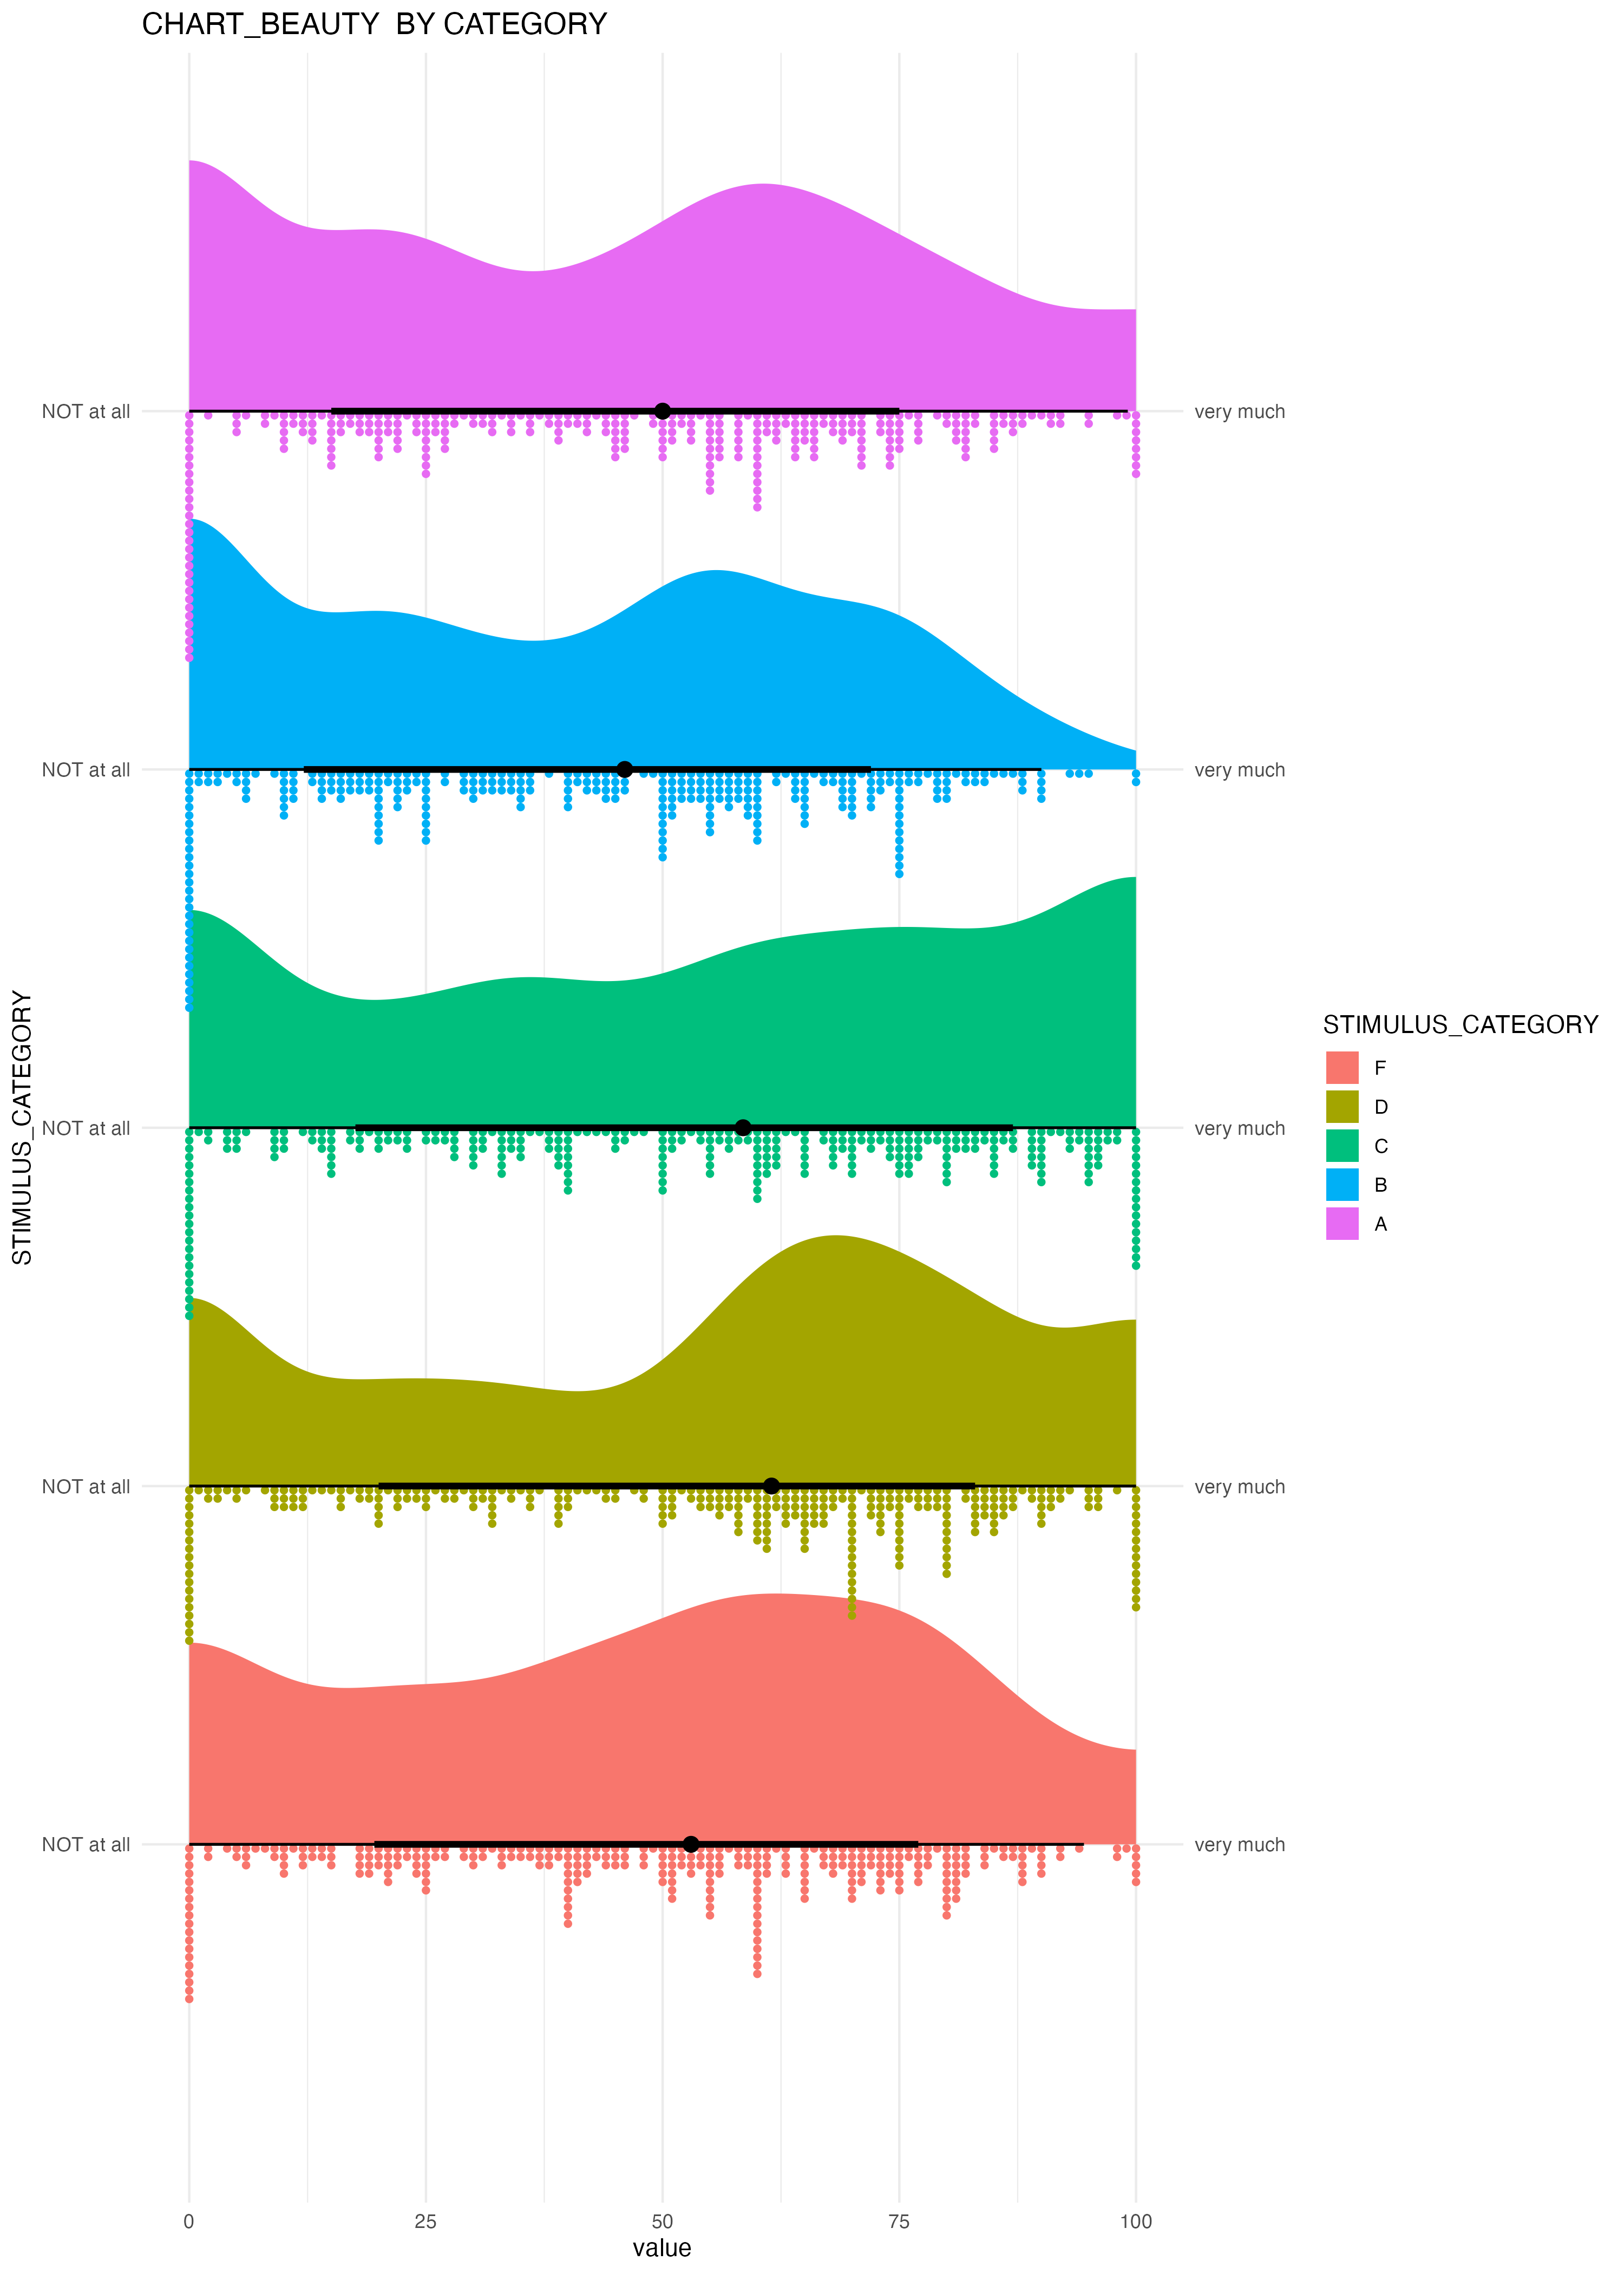 CHART_BEAUTY  BY CATEGORY
NOT at all
very much
NOT at all
very much
NOT at all
very much
NOT at all
very much
NOT at all
very much
STIMULUS_CATEGORY
0
25
50
75
100
value
STIMULUS_CATEGORY
F
D
C
B
A